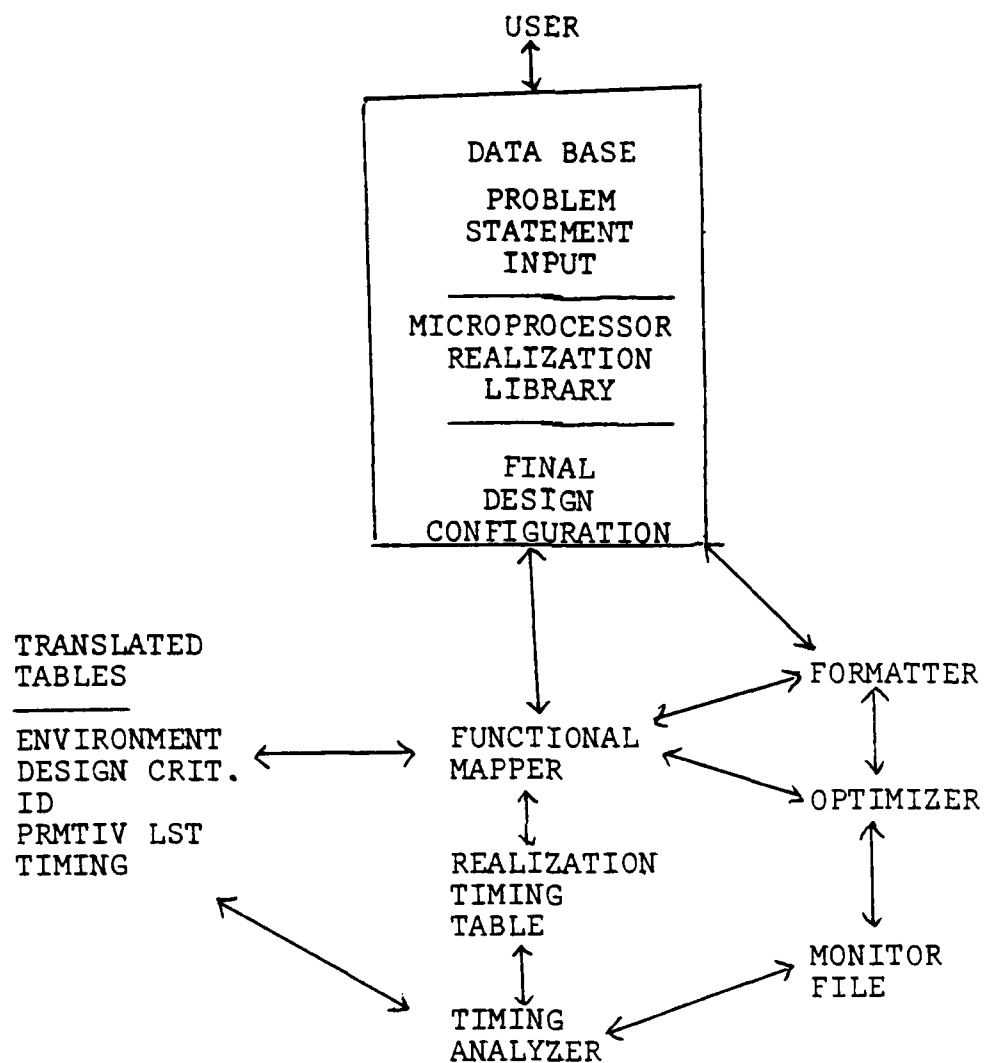 USER
DATA BASE
PROBLEM
STATEMENT
INPUT
MICROPROCESSOR
REALIZATION
LIBRARY
FINAL
DESIGN
CONFIGURATION
TRANSLATED
TABLES
ENVIRONMENT
DESIGN CRIT.
ID
PRMTIV LST
TIMING
FUNCTIONAL
MAPPER
REALIZATION
TIMING
TABLE
TIMING
ANALYZER
FORMATTER
OPTIMIZER
MONITOR
FILE